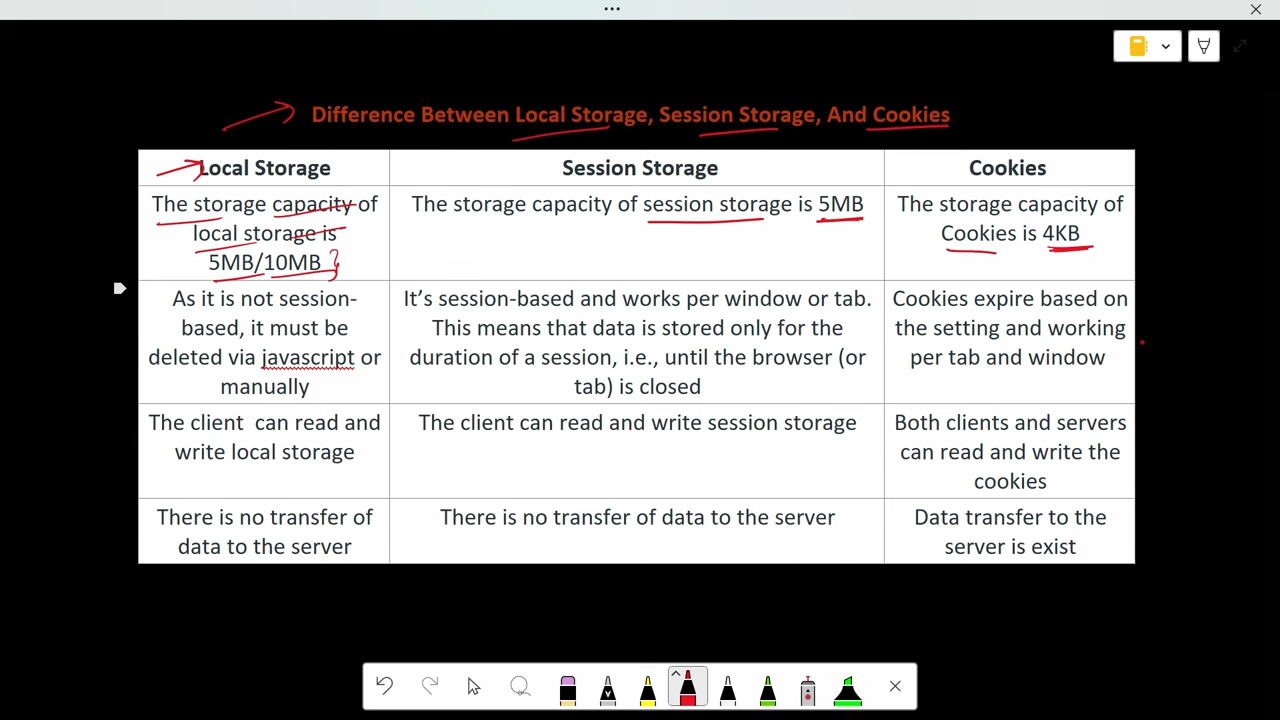 Difference Between Local Storage, Session Storage, And Cookies
Local Storage
Session Storage
Cookies
The storage capacity of
local storage is
5MB/10MB
The storage capacity of session storage is 5MB
The storage capacity of
Cookies is 4KB
As it is not session-
based, it must be
deleted via javascript or
manually
It’s session-based and works per window or tab.
This means that data is stored only for the
duration of a session, i.e., until the browser (or
tab) is closed
Cookies expire based on
the setting and working
per tab and window
The client can read and
write local storage
The client can read and write session storage
Both clients and servers
can read and write the
cookies
There is no transfer of
data to the server
There is no transfer of data to the server
Data transfer to the
server is exist